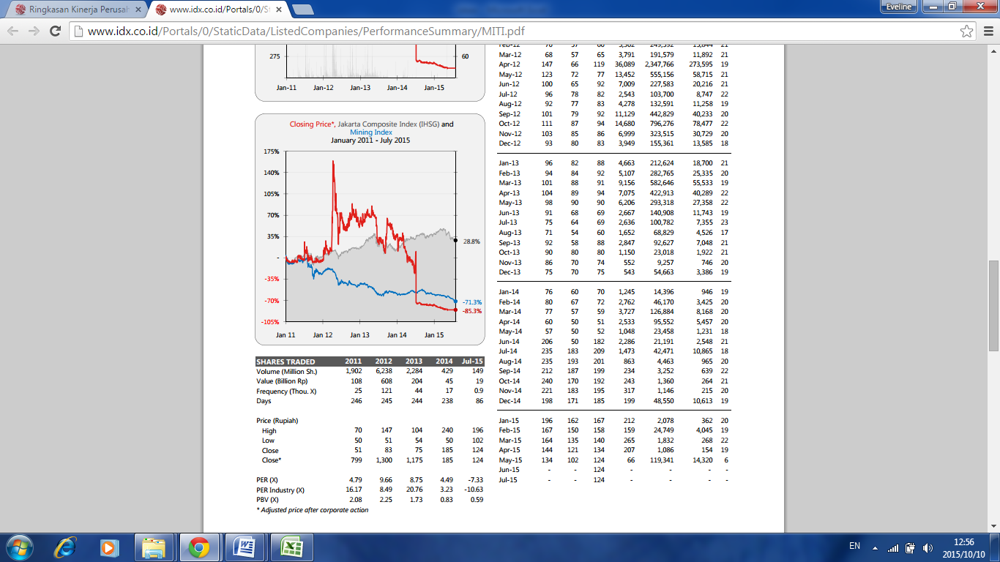 Ringkasan Kinerja Perusah
www.idx.co.id/Portals/0/St
Eveline
www.idx.co.id/Portals/0/StaticData/ListedCompanies/PerformanceSummary/MITI.pdf
275 60
Jan-11 Jan-12 Jan-13 Jan-14 Jan-15
Closing Price*, Jakarta Composite Index (IHSG) and
Mining Index
January 2011 - July 2015
175%
140%
105%
70%
35%
-
-35%
-70%
-105%
28.8%
-71.3%
-85.3%
Jan 11 Jan 12 Jan 13 Jan 14 Jan 15
SHARES TRADED 2011 2012 2013 2014 Jul-15
Volume (Million Sh.) 1,902 6,238 2,284 429 149
Value (Billion Rp) 108 608 204 45 19
Frequency (Thou. X) 25 121 44 17 0.9
Days 246 245 244 238 86
Price (Rupiah)
High 70 147 104 240 196
Low 50 51 54 50 102
Close 51 83 75 185 124
Close* 799 1,300 1,175 185 124
PER (X) 4.79 9.66 8.75 4.49 -7.33
PER Industry (X) 16.17 8.49 20.76 3.23 -10.63
PBV (X) 2.08 2.25 1.73 0.83 0.59
* Adjusted price after corporate action
Mar-12 68 57 65 3,791 191,579 11,892 21
Apr-12 147 66 119 36,089 2,347,766 273,595 19
May-12 123 72 77 13,452 555,156 58,715 21
Jun-12 100 65 92 7,009 227,583 20,216 21
Jul-12 96 78 82 2,543 103,700 8,747 22
Aug-12 92 77 83 4,278 132,591 11,258 19
Sep-12 101 79 92 11,129 442,829 40,233 20
Oct-12 111 87 94 14,680 796,276 78,477 22
Nov-12 103 85 86 6,999 323,515 30,729 20
Dec-12 93 80 83 3,949 155,361 13,585 18
Jan-13 96 82 88 4,663 212,624 18,700 21
Feb-13 94 84 92 5,107 282,765 25,335 20
Mar-13 101 88 91 9,156 582,646 55,533 19
Apr-13 104 89 94 7,075 422,913 40,289 22
May-13 98 90 90 6,206 293,318 27,358 22
Jun-13 91 68 69 2,667 140,908 11,743 19
Jul-13 75 64 69 2,636 100,782 7,355 23
Aug-13 71 54 60 1,652 68,829 4,526 17
Sep-13 92 58 88 2,847 92,627 7,048 21
Oct-13 90 80 80 1,150 23,018 1,922 21
Nov-13 86 70 74 552 9,257 746 20
Dec-13 75 70 75 543 54,663 3,386 19
Jan-14 76 60 70 1,245 14,396 946 19
Feb-14 80 67 72 2,762 46,170 3,425 20
Mar-14 77 57 59 3,727 126,884 8,168 20
Apr-14 60 50 51 2,533 95,552 5,457 20
May-14 57 50 52 1,048 23,458 1,231 18
Jun-14 206 50 182 2,286 21,191 2,548 21
Jul-14 235 183 209 1,473 42,471 10,865 18
Aug-14 235 193 201 863 4,463 965 20
Sep-14 212 187 199 234 3,252 639 22
Oct-14 240 170 192 243 1,360 264 21
Nov-14 221 183 195 317 1,146 215 20
Dec-14 198 171 185 199 48,550 10,613 19
Jan-15 196 162 167 212 2,078 362 20
Feb-15 167 150 158 159 24,749 4,045 19
Mar-15 164 135 140 265 1,832 268 22
Apr-15 144 121 134 207 1,086 154 19
May-15 134 102 124 66 119,341 14,320 6
Jun-15 - - 124 - - - -
Jul-15 - - 124 - - - -
EN
12:56
2015/10/10